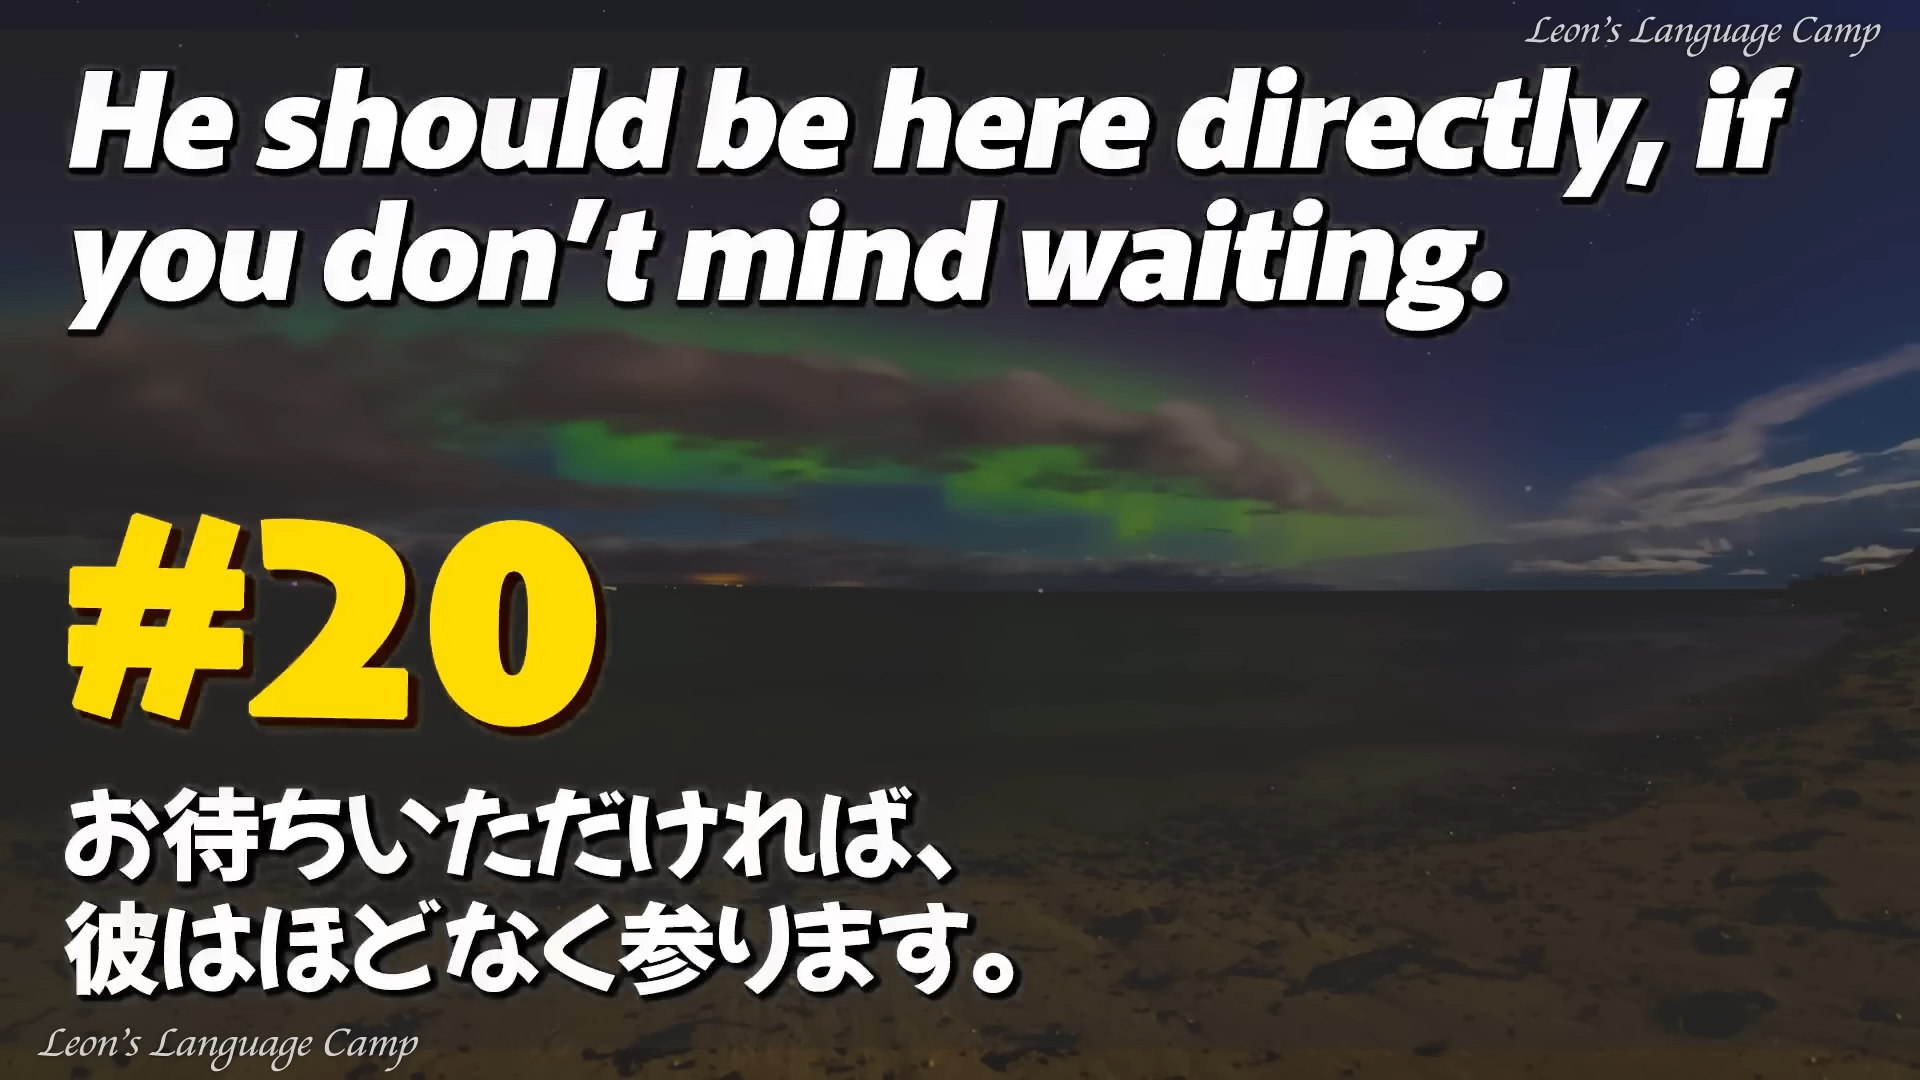 Leon's Language Camp
He should be here directly, if
you don't mind waiting.
#20
お待ちいただければ、
彼はほどなく参ります。
Leon's Language Camp